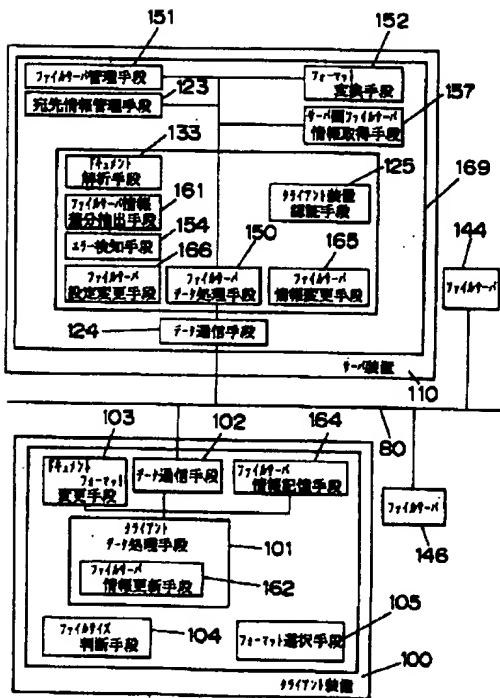 151
152
ファイルサーバ管理手段
フォーマット
変換手段
123
宛先情報管理手段
157
サーバ側ファイルサーバ
情報取得手段
133
ドキュメント
解析手段
125
169
161
ファイルサーバ情報
差分抽出手段
クライアント装置
認証手段
154
エラー検知手段
150
165
144
166
ファイルサーバ
設定変更手段
ファイルサーバ
データ処理手段
ファイルサーバ
情報変更手段
ファイルサーバ
124
データ通信手段
サーバ装置
110
103
102
164
80
ドキュメント
フォーマット
変更手段
データ通信手段
ファイルサーバ
情報記憶手段
ファイルサーバ
クライアント
データ処理手段
101
146
ファイルサーバ
情報更新手段
162
105
ファイルサイズ
判断手段
104
フォーマット選択手段
100
クライアント装置